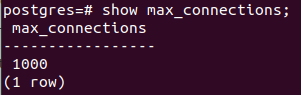 postgres=# show max_connections;
 max_connections
-----------------
 1000
(1 row)